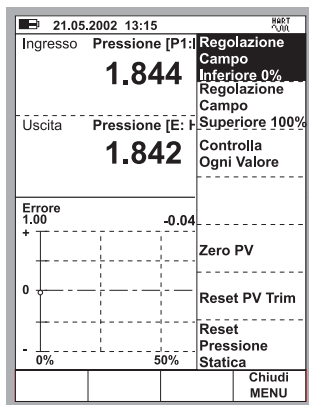 21.05.2002 13:15
HART
Ingresso Pressione [P1:
1.844
Uscita Pressione [E: H
1.842
Errore
1.00 -0.04
+
0
-
0% 50%
Regolazione
Campo
Inferiore 0%
Regolazione
Campo
Superiore 100%
Controlla
Ogni Valore
Zero PV
Reset PV Trim
Reset
Pressione
Statica
Chiudi
MENU